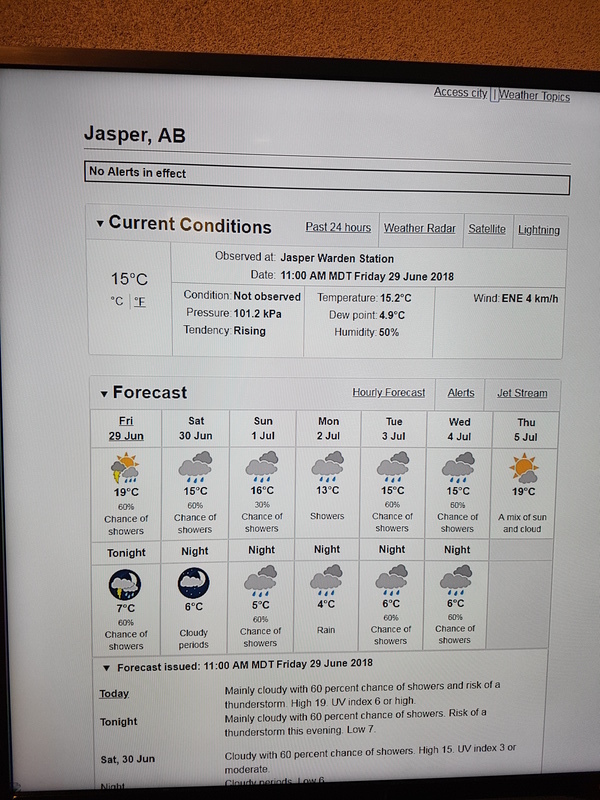 Access city | Weather Topics
Jasper, AB
No Alerts in effect
▼ Current Conditions Past 24 hours Weather Radar Satellite Lightning
15°C
°C °F
Observed at: Jasper Warden Station
Date: 11:00 AM MDT Friday 29 June 2018
Condition: Not observed
Pressure: 101.2 kPa
Tendency: Rising
Temperature: 15.2°C
Dew point: 4.9°C
Humidity: 50%
Wind: ENE 4 km/h
▼ Forecast Hourly Forecast Alerts Jet Stream
Fri Sat Sun Mon Tue Wed Thu
29 Jun 30 Jun 1 Jul 2 Jul 3 Jul 4 Jul 5 Jul
19°C 15°C 16°C 13°C 15°C 15°C 19°C
60% 60% 30% 60% 60%
Chance of Chance of Chance of Showers Chance of Chance of A mix of sun
showers showers showers showers showers and cloud
Tonight Night Night Night Night Night
7°C 6°C 5°C 4°C 6°C 6°C
60% 60% 60% 60%
Chance of Cloudy Chance of Rain Chance of Chance of
showers periods showers showers showers
▼ Forecast issued: 11:00 AM MDT Friday 29 June 2018
Today Mainly cloudy with 60 percent chance of showers and risk of a
thunderstorm. High 19. UV index 6 or high.
Tonight Mainly cloudy with 60 percent chance of showers. Risk of a
thunderstorm this evening. Low 7.
Sat, 30 Jun Cloudy with 60 percent chance of showers. High 15. UV index 3 or
moderate.
Night Cloudy periods. Low 6.